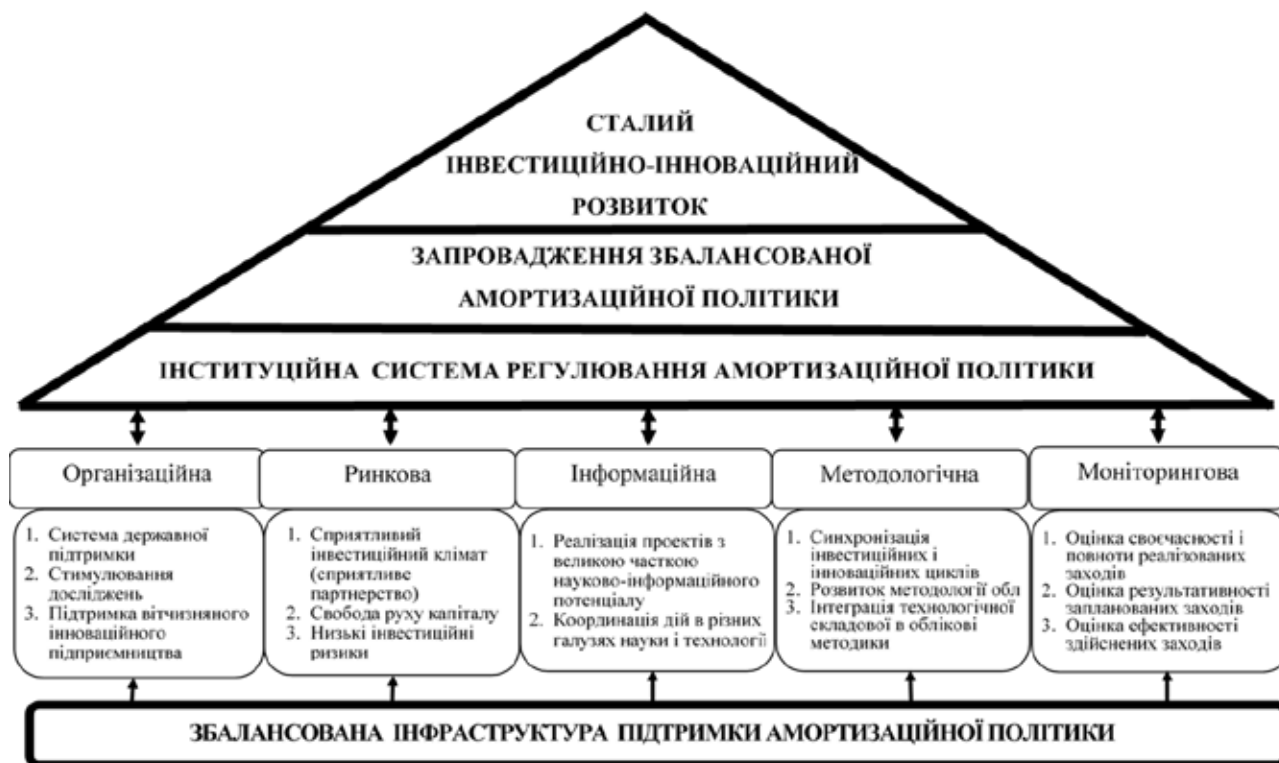 СТАЛИЙ
ІНВЕСТИЦІЙНО-ІННОВАЦІЙНИЙ
РОЗВИТОК
ЗАПРОВАДЖЕННЯ ЗБАЛАНСОВАНОЇ
АМОРТИЗАЦІЙНОЇ ПОЛІТИКИ
ІНСТИТУЦІЙНА СИСТЕМА РЕГУЛЮВАННЯ АМОРТИЗАЦІЙНОЇ ПОЛІТИКИ
Організаційна
1. Система державної
підтримки
2. Стимулювання
досліджень
3. Підтримка вітчизняного
інноваційного
підприємництва
Ринкова
1. Сприятливий
інвестиційний клімат
(сприятливе
партнерство)
2. Свобода руху капіталу
3. Низькі інвестиційні
ризики
Інформаційна
1. Реалізація проектів з
великою часткою
науково-інформаційного
потенціалу
2. Координація дій в різних
галузях науки і технології
Методологічна
1. Синхронізація
інвестиційних і
інноваційних циклів
2. Розвиток методології обл
3. Інтеграція технологічної
складової в облікові
методики
Моніторингова
1. Оцінка своєчасності і
повноти реалізованих
заходів
2. Оцінка результативності
запланованих заходів
3. Оцінка ефективності
здійснених заходів
ЗБАЛАНСОВАНА ІНФРАСТРУКТУРА ПІДТРИМКИ АМОРТИЗАЦІЙНОЇ ПОЛІТИКИ